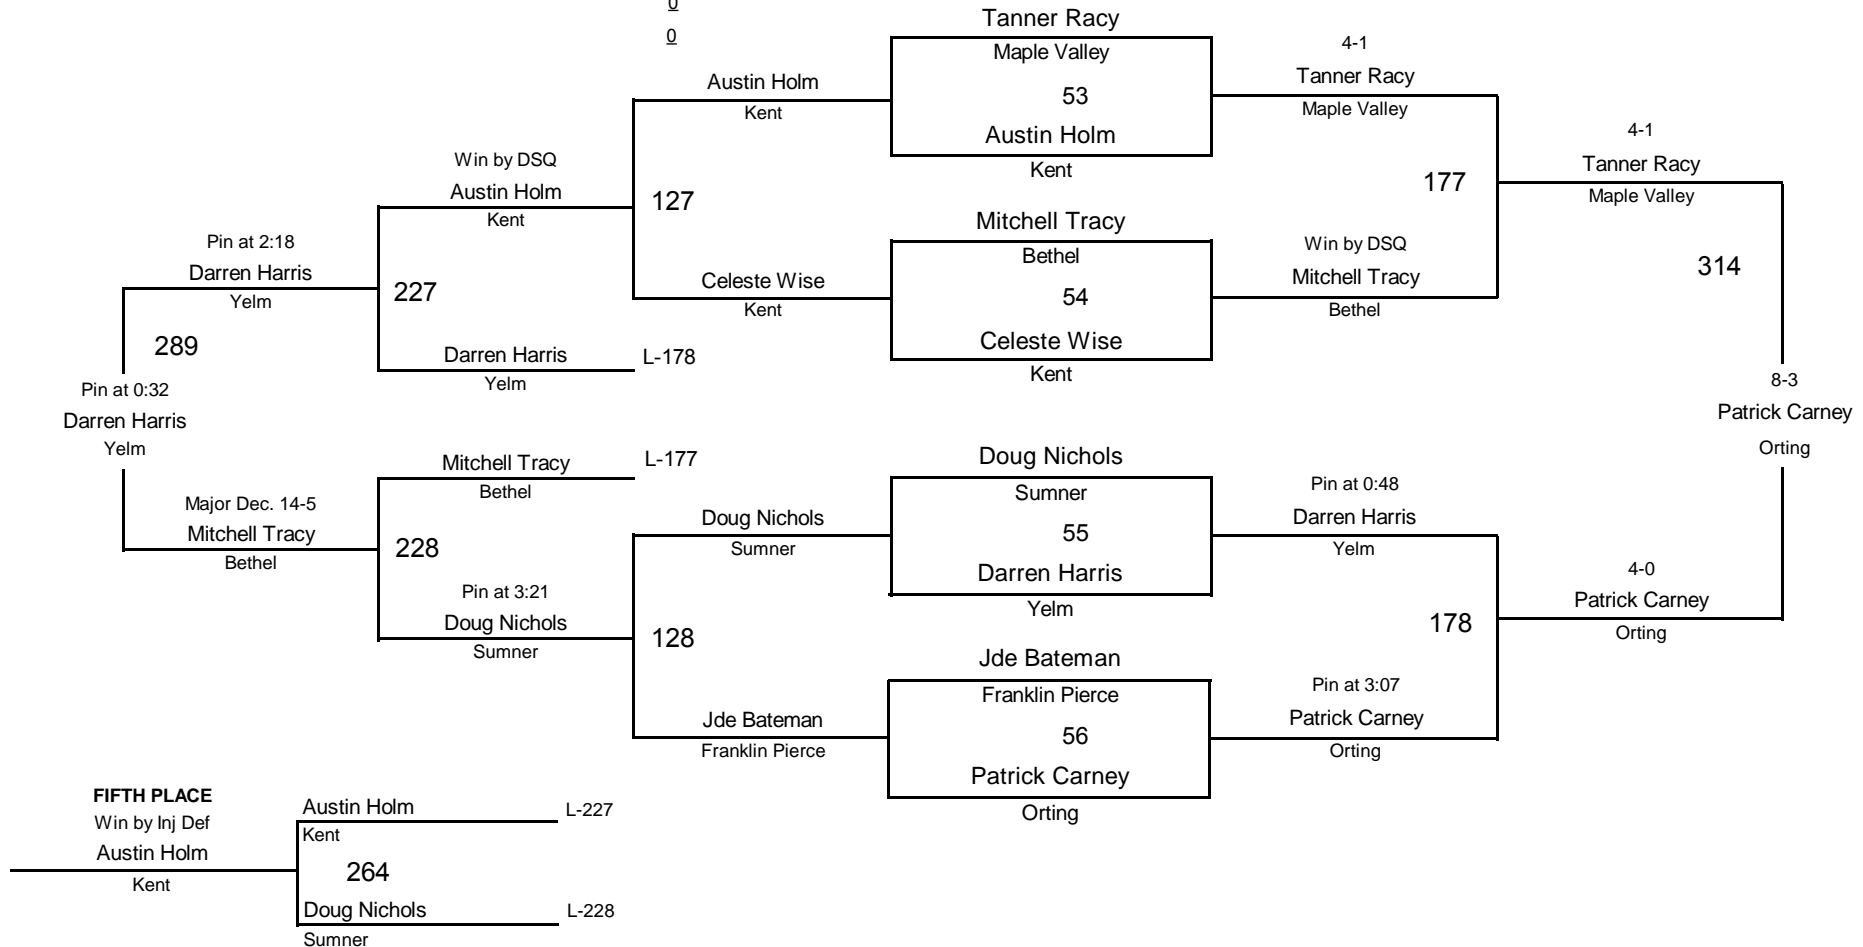 0
0
Tanner Racy
Maple Valley
53
Austin Holm
Kent
Austin Holm
Kent
4-1
Tanner Racy
Maple Valley
4-1
Tanner Racy
Maple Valley
Win by DSQ
Austin Holm
Kent
127
177
Mitchell Tracy
Bethel
54
Celeste Wise
Kent
Celeste Wise
Kent
Win by DSQ
Mitchell Tracy
Bethel
314
Pin at 2:18
Darren Harris
Yelm
227
289
Darren Harris
Yelm
L-178
Pin at 0:32
Darren Harris
Yelm
8-3
Patrick Carney
Orting
Mitchell Tracy
Bethel
L-177
Doug Nichols
Sumner
55
Darren Harris
Yelm
Pin at 0:48
Darren Harris
Yelm
Major Dec. 14-5
Mitchell Tracy
Bethel
228
Doug Nichols
Sumner
Pin at 3:21
Doug Nichols
Sumner
128
178
4-0
Patrick Carney
Orting
Jde Bateman
Franklin Pierce
56
Patrick Carney
Orting
Jde Bateman
Franklin Pierce
Pin at 3:07
Patrick Carney
Orting
FIFTH PLACE
Win by Inj Def
Austin Holm
Kent
Austin Holm
Kent
L-227
264
Doug Nichols
Sumner
L-228